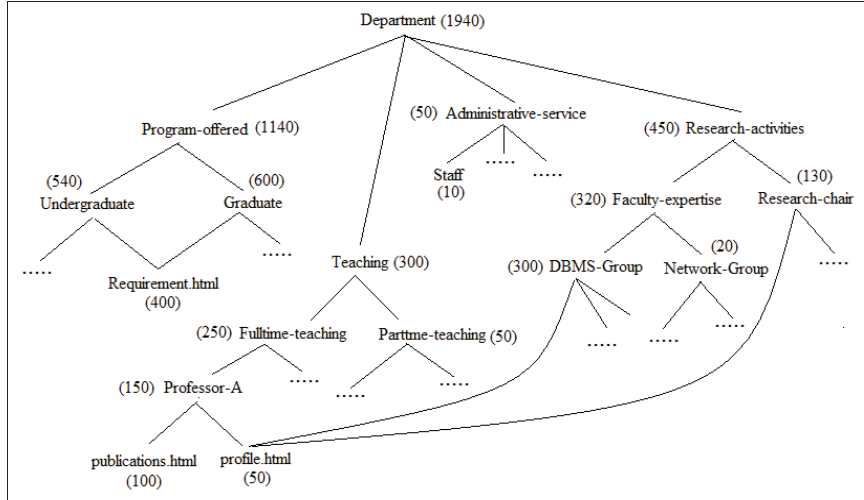 Department (1940)
(50) Administrative-service
Program-offered (1140)
(450) Research-activities
.....
.....
Staff
(10)
(540)
(600)
(130)
Undergraduate
Graduate
(320) Faculty-expertise
Research-chair
.....
.....
Requirement.html
(400)
Teaching (300)
(20)
(300) DBMS-Group
Network-Group
.....
(250) Fulltime-teaching
Parttme-teaching (50)
.....
.....
.....
.....
.....
.....
(150) Professor-A
publications.html
(100)
profile.html
(50)